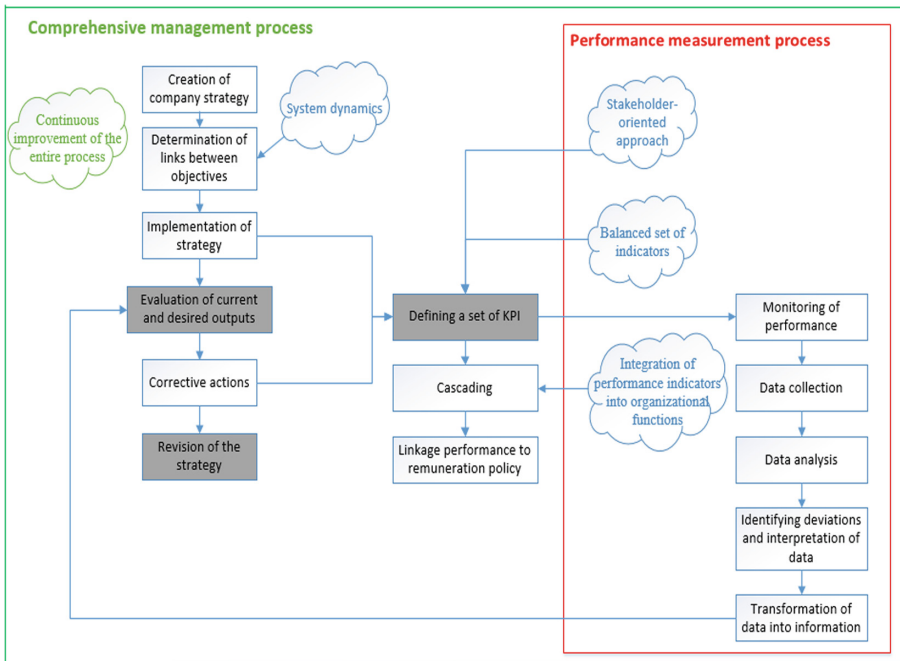 Comprehensive management process
Performance measurement process
Creation of
company strategy
System dynamics
Stakeholder-
oriented
approach
Continuous
improvement of the
entire process
Determination of
links between
objectives
Implementation of
strategy
Balanced set of
indicators
Evaluation of current
and desired outputs
Defining a set of KPI
Monitoring of
performance
Corrective actions
Cascading
Integration of
performance indicators
into organizational
functions
Data collection
Revision of the
strategy
Linkage performance to
remuneration policy
Data analysis
Identifying deviations
and interpretation of
data
Transformation of
data into information